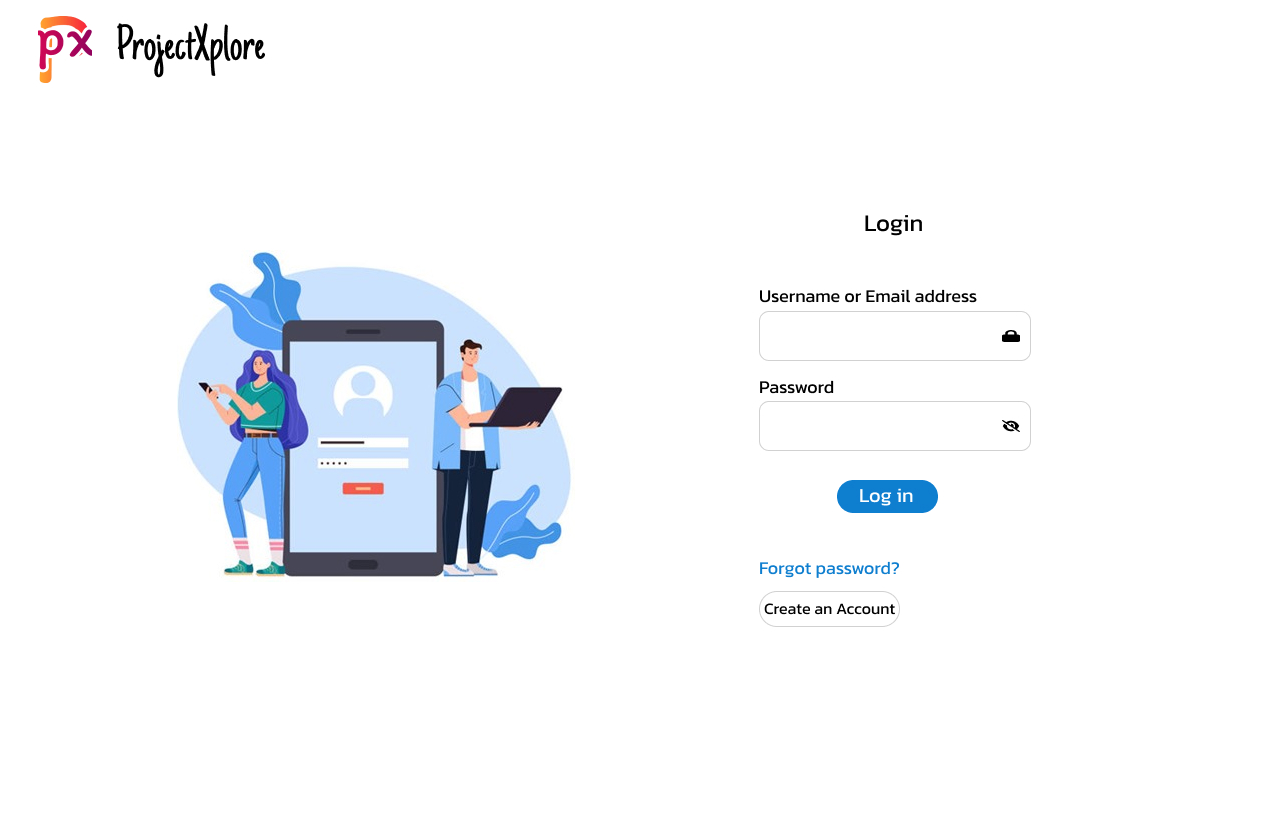 px
ProjectXplore
Login
Username or Email address
Password
Log in
Forgot password?
Create an Account